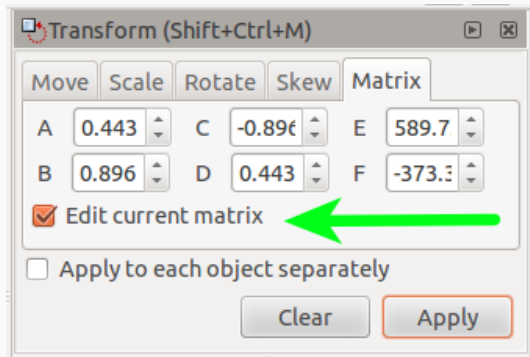 Transform (Shift+Ctrl+M)
Move Scale Rotate Skew Matrix
A 0.443 C -0.896 E 589.7
B 0.896 D 0.443 F -373.3
Edit current matrix
Apply to each object separately
Clear Apply